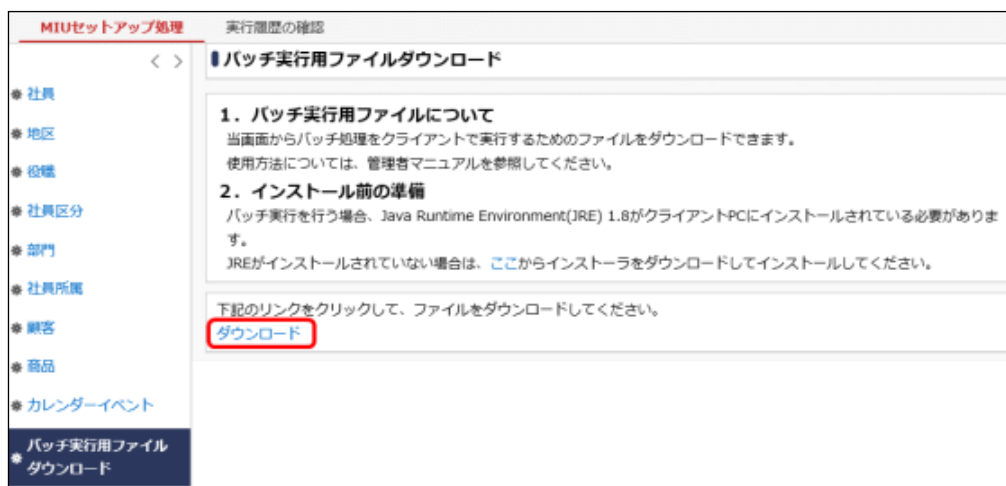 MIUセットアップ処理
実行履歴の確認
< >
社員
地区
役職
社員区分
部門
社員所属
顧客
商品
カレンダーイベント
バッチ実行用ファイル
ダウンロード
バッチ実行用ファイルダウンロード
1. バッチ実行用ファイルについて
当画面からバッチ処理をクライアントで実行するためのファイルをダウンロードできます。
使用方法については、管理者マニュアルを参照してください。
2. インストール前の準備
バッチ実行を行う場合、Java Runtime Environment(JRE) 1.8がクライアントPCにインストールされている必要がありま
す。
JREがインストールされていない場合は、ここからインストーラをダウンロードしてインストールしてください。
下記のリンクをクリックして、ファイルをダウンロードしてください。
ダウンロード